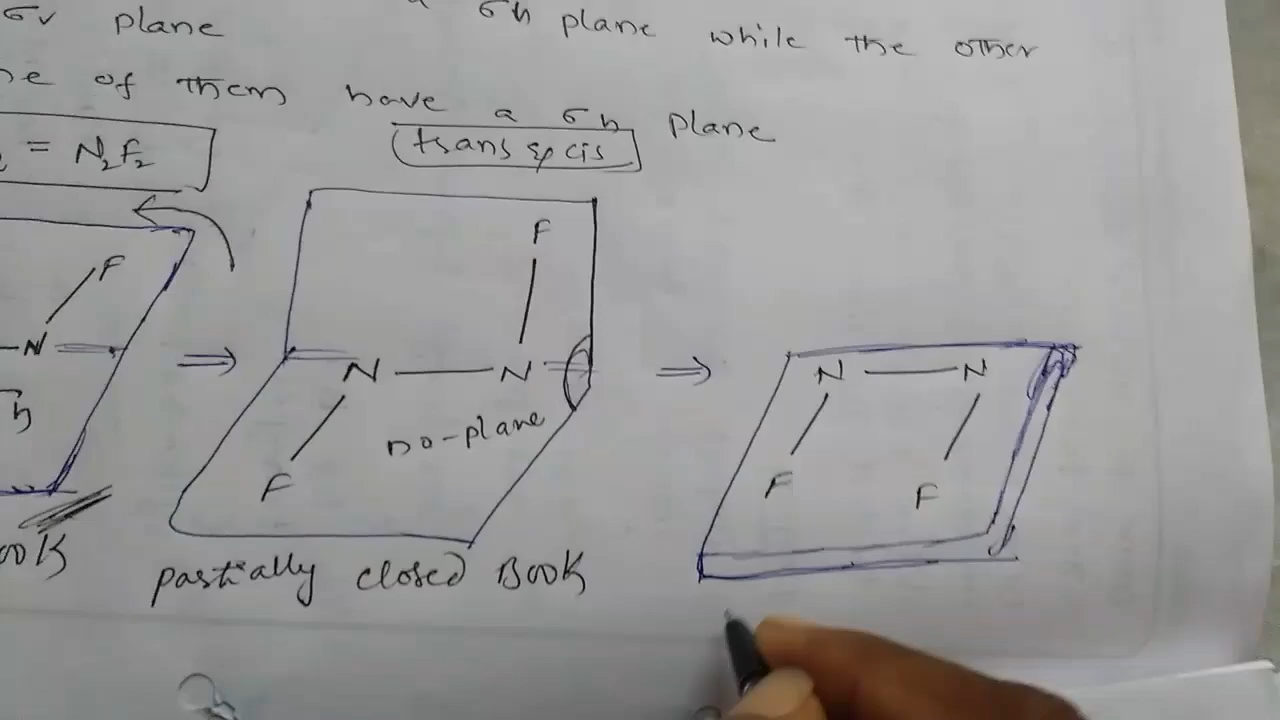 σv plane
a σh plane while the other
ne of them have a σh plane
= N₂F₂
trans & cis
F
F
N
N N
N N
no-plane
F
F
F
partially closed Book